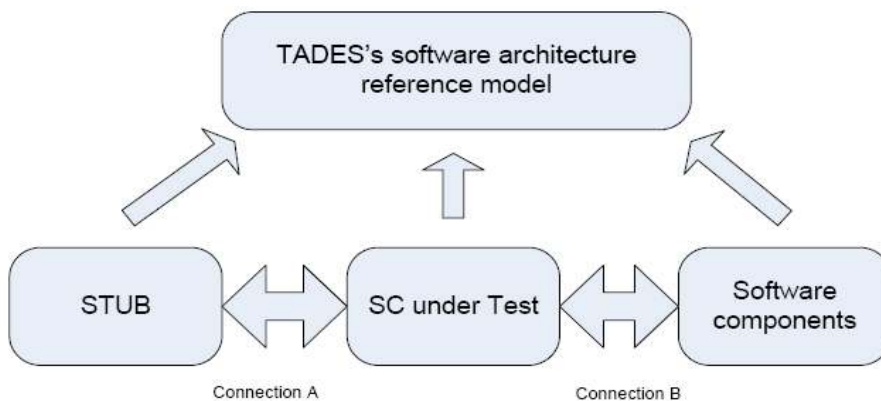 TADES's software architecture
reference model
STUB
SC under Test
Software
components
Connection A
Connection B